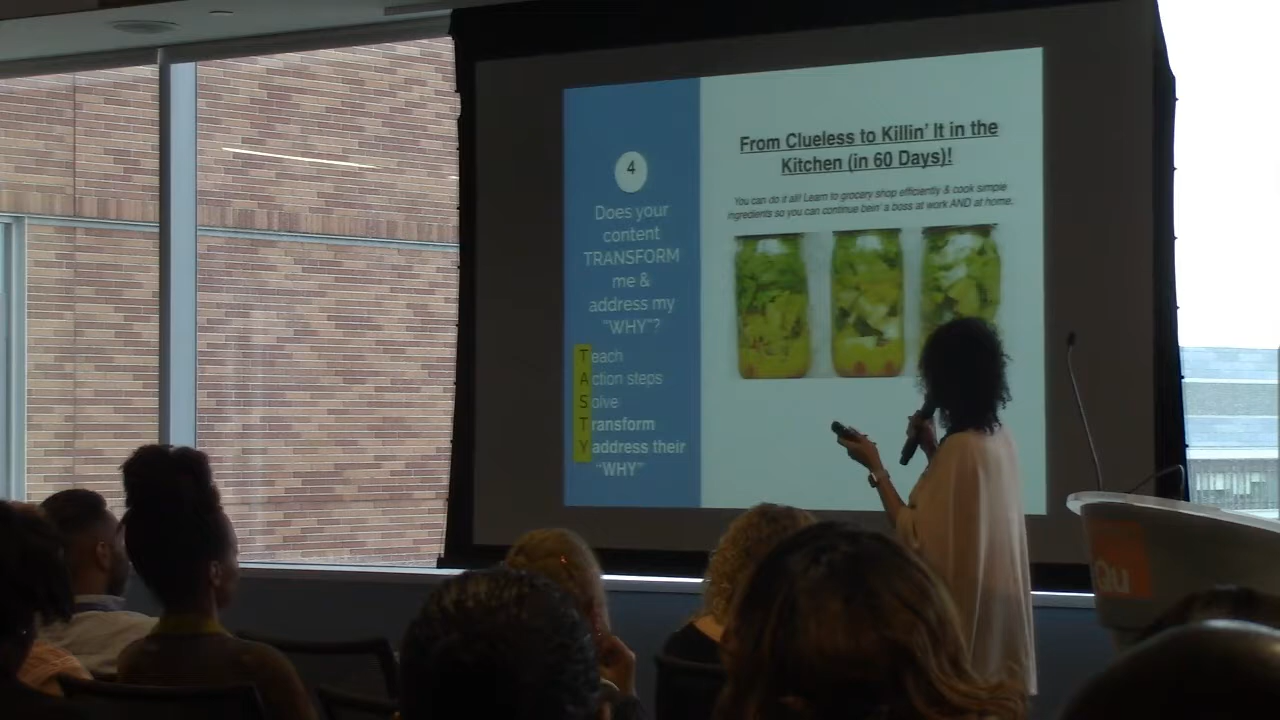 4
Does your
content
TRANSFORM
me &
address my
"WHY"?
Teach
Action steps
Solve
Transform
Yaddress their
"WHY"
From Clueless to Killin' It in the
Kitchen (in 60 Days)!
You can do it all! Learn to grocery shop efficiently & cook simple
ingredients so you can continue bein' a boss at work AND at home.
Qu